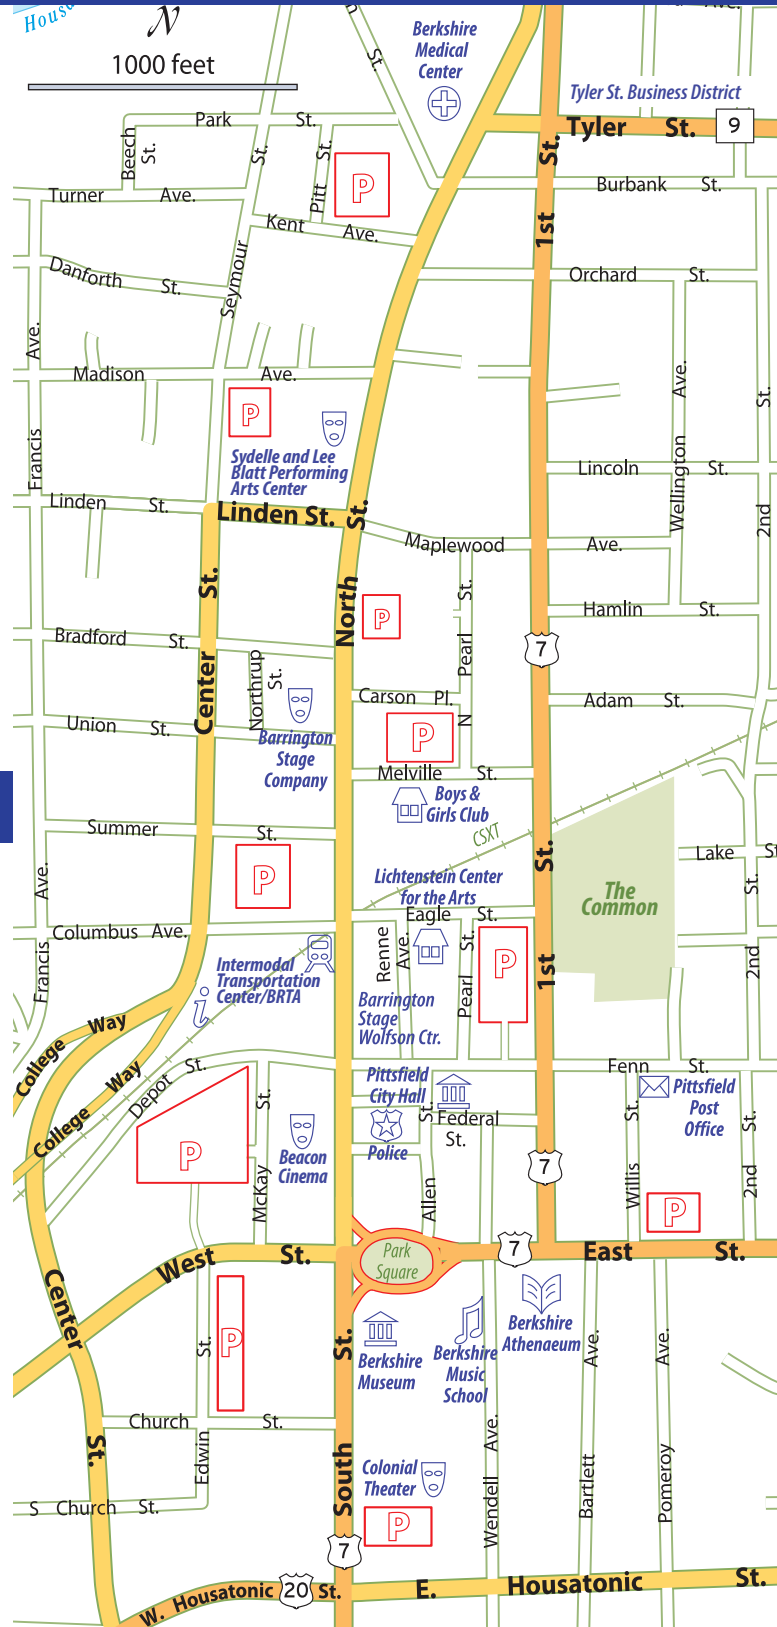 Ave.
Housa
N
St.
Berkshire
Medical
Center
1000 feet
Tyler St. Business District
Park St.
Tyler St.
9
Beech
St.
St.
St.
Pitt
P
St.
Burbank St.
Turner Ave.
1st
Kent Ave.
Seymour
Danforth St.
Orchard St.
Ave.
Madison Ave.
Ave.
St.
P
Francis
Sydelle and Lee
Blatt Performing
Arts Center
Lincoln St.
Wellington
2nd
Linden St.
Linden St.
St.
Maplewood Ave.
St.
St.
North
P
Hamlin St.
Pearl
7
Bradford St.
Northrup
St.
Center
Carson Pl.
Adam St.
N
Union St.
P
Barrington
Stage
Company
Melville St.
Boys &
Girls Club
CSXT
Summer St.
St.
Lake St
P
Ave.
St.
Lichtenstein Center
for the Arts
The
Common
Eagle St.
Columbus Ave.
Renne
Ave.
St.
P
2nd
Francis
1st
Intermodal
Transportation
Center/BRTA
i
Pearl
Barrington
Stage
Wolfson Ctr.
College Way
Depot St.
Fenn St.
College Way
Pittsfield
City Hall
St.
St.
St.
St.
Pittsfield
Post
Office
Federal
St.
Police
P
Beacon
Cinema
McKay
Allen
7
Willis
2nd
P
West St.
Park
Square
7
East St.
Center
St.
St.
P
St.
Berkshire
Museum
Berkshire
Music
School
Berkshire
Athenaeum
Ave.
Ave.
Church St.
Ave.
Edwin
South
Colonial
Theater
P
Wendell
Bartlett
Pomeroy
S Church St.
7
W. Housatonic 20 St.
E. Housatonic St.